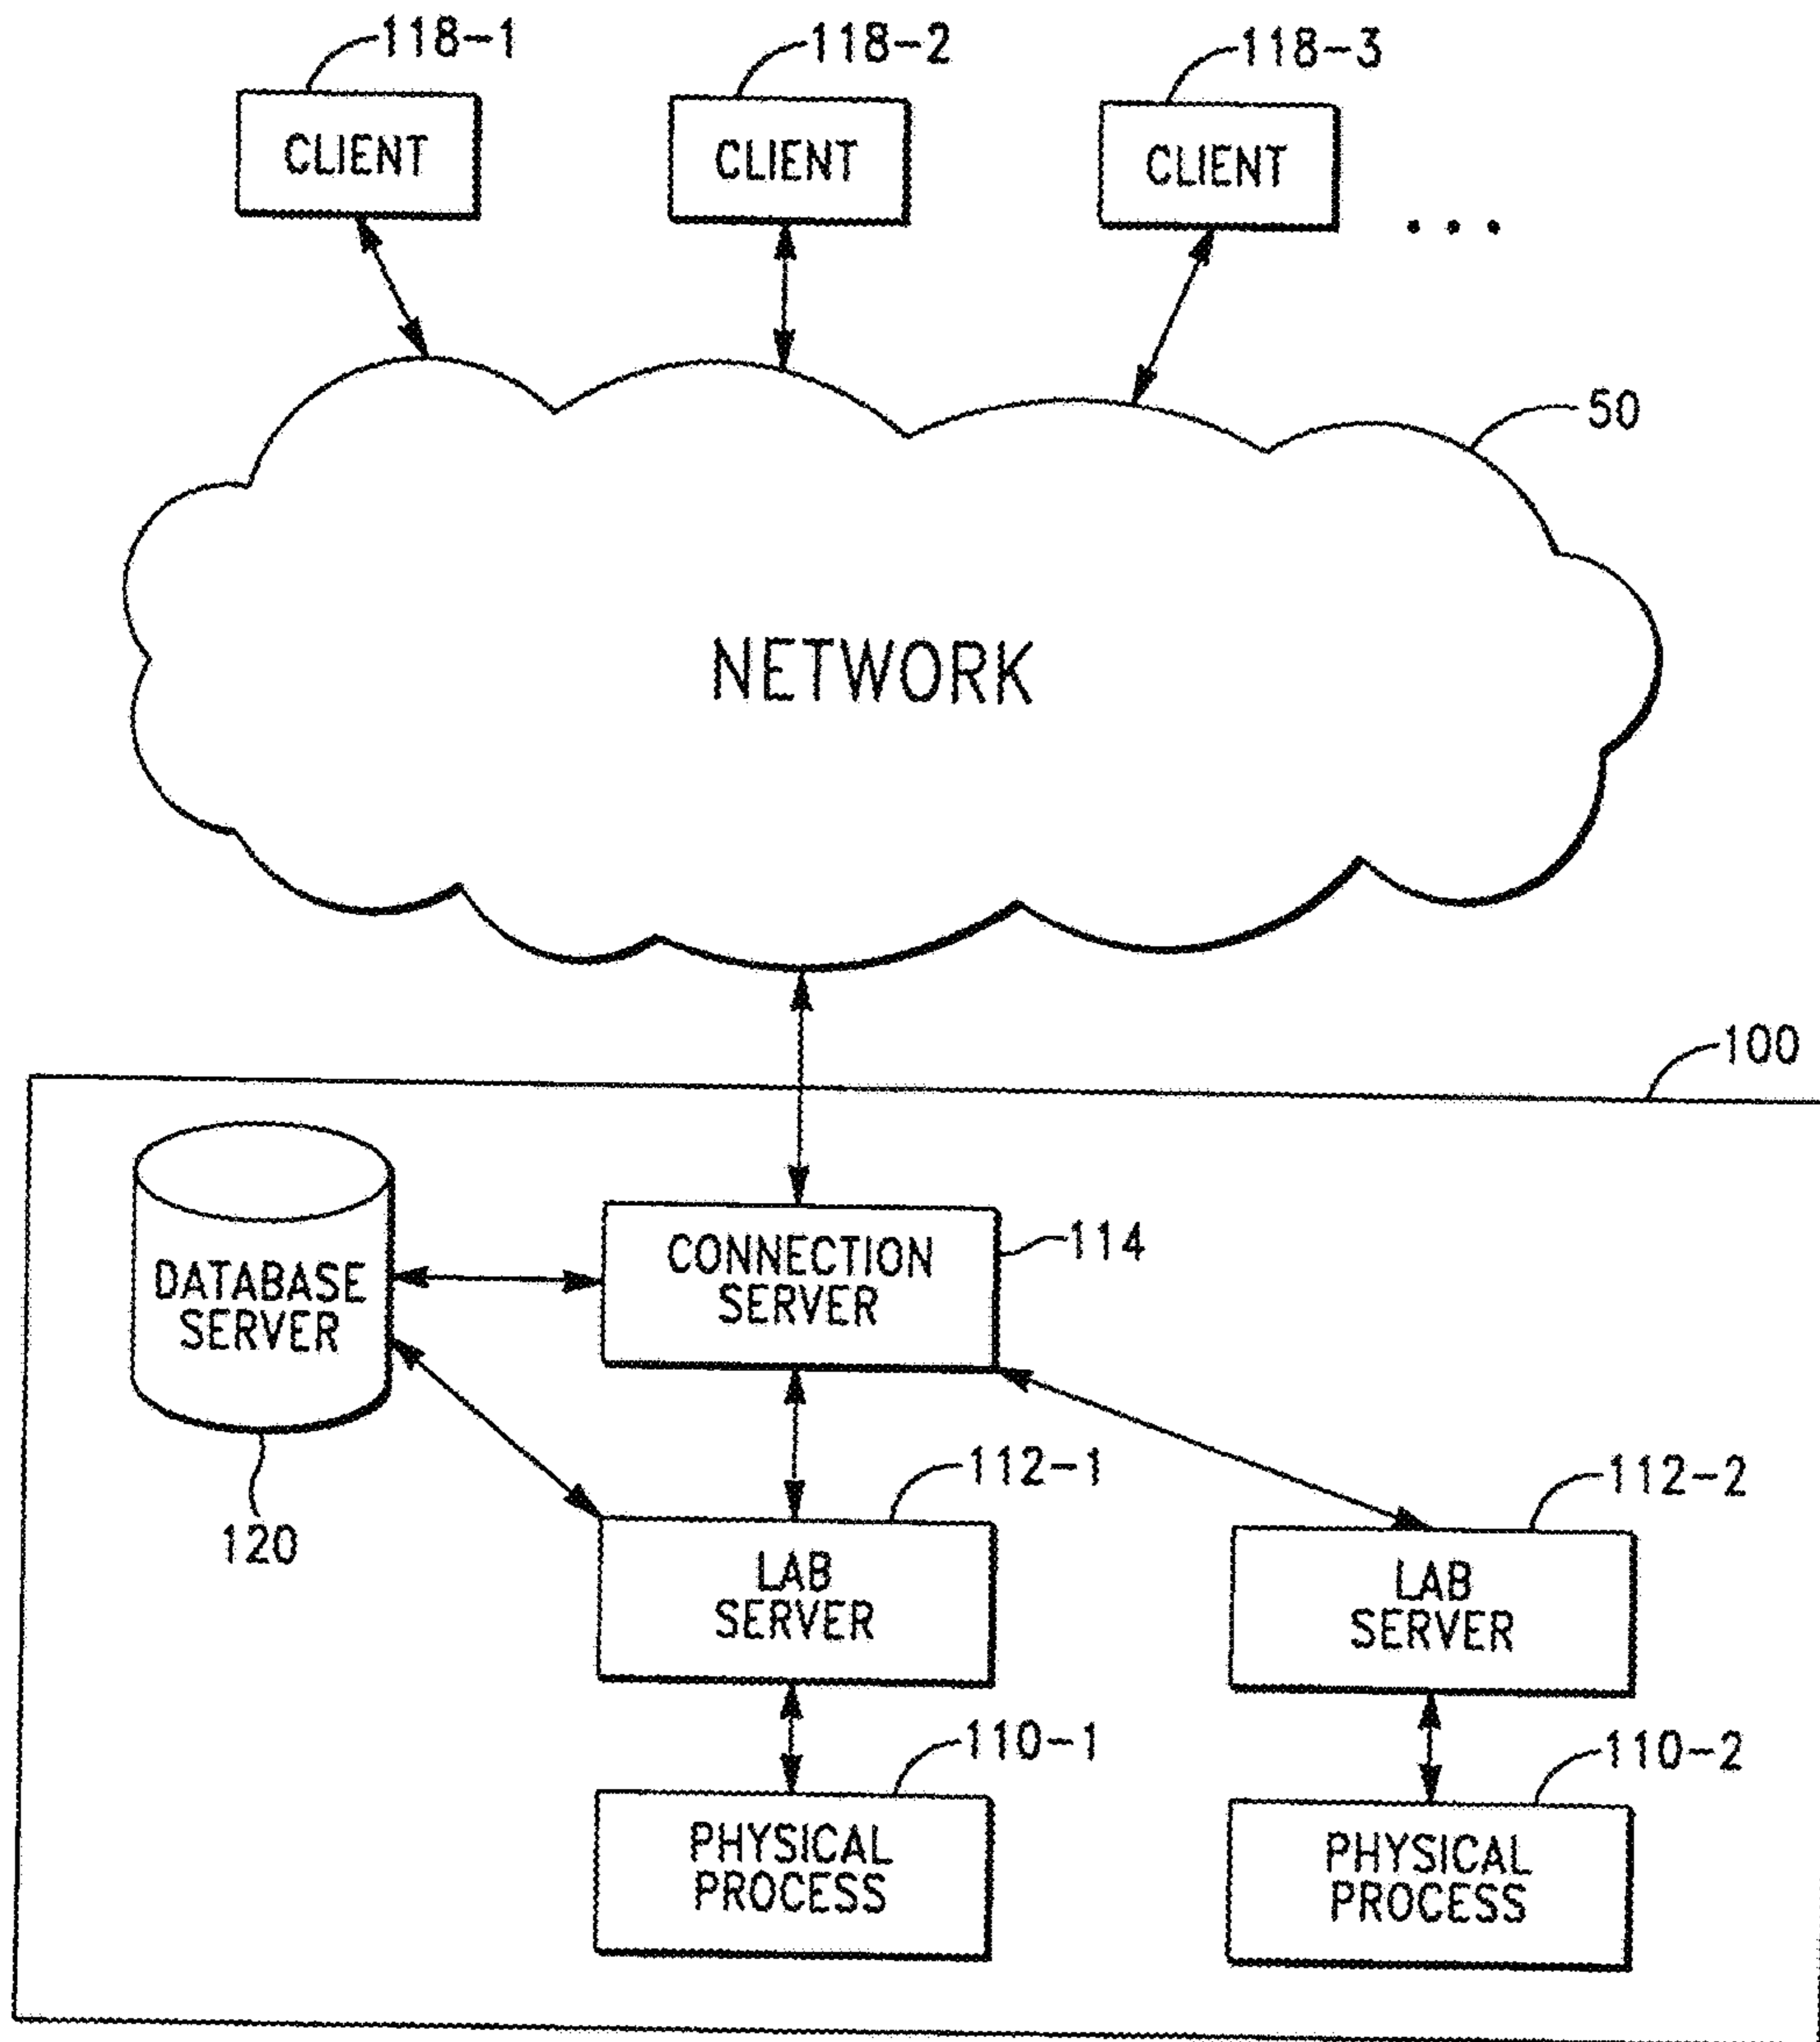 118-1
118-2
118-3
CLIENT
CLIENT
CLIENT
...
50
NETWORK
100
DATABASE
SERVER
CONNECTION
SERVER
114
120
112-1
112-2
LAB
SERVER
LAB
SERVER
110-1
110-2
PHYSICAL
PROCESS
PHYSICAL
PROCESS